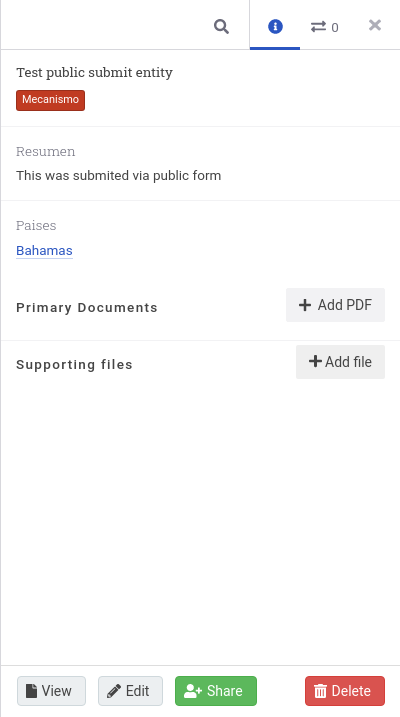 0
Test public submit entity
Mecanismo
Resumen
This was submited via public form
Paises
Bahamas
Primary Documents
Add PDF
Supporting files
Add file
View
Edit
Share
Delete